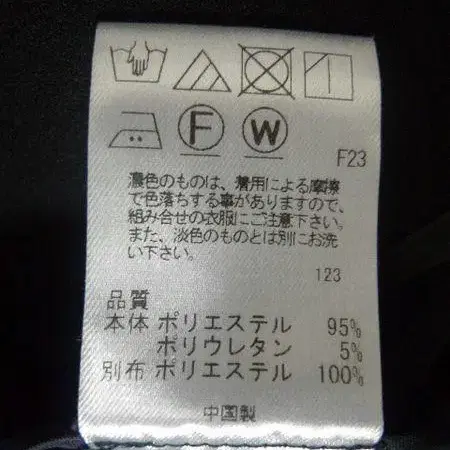 F
W
F23
濃色のものは、着用による摩擦
で色落ちする事がありますので、
組み合せの衣服にご注意下さい。
また、淡色のものとは別にお洗
い下さい。
123
品質
本体 ポリエステル 95%
ポリウレタン 5%
別布 ポリエステル 100%
中国製